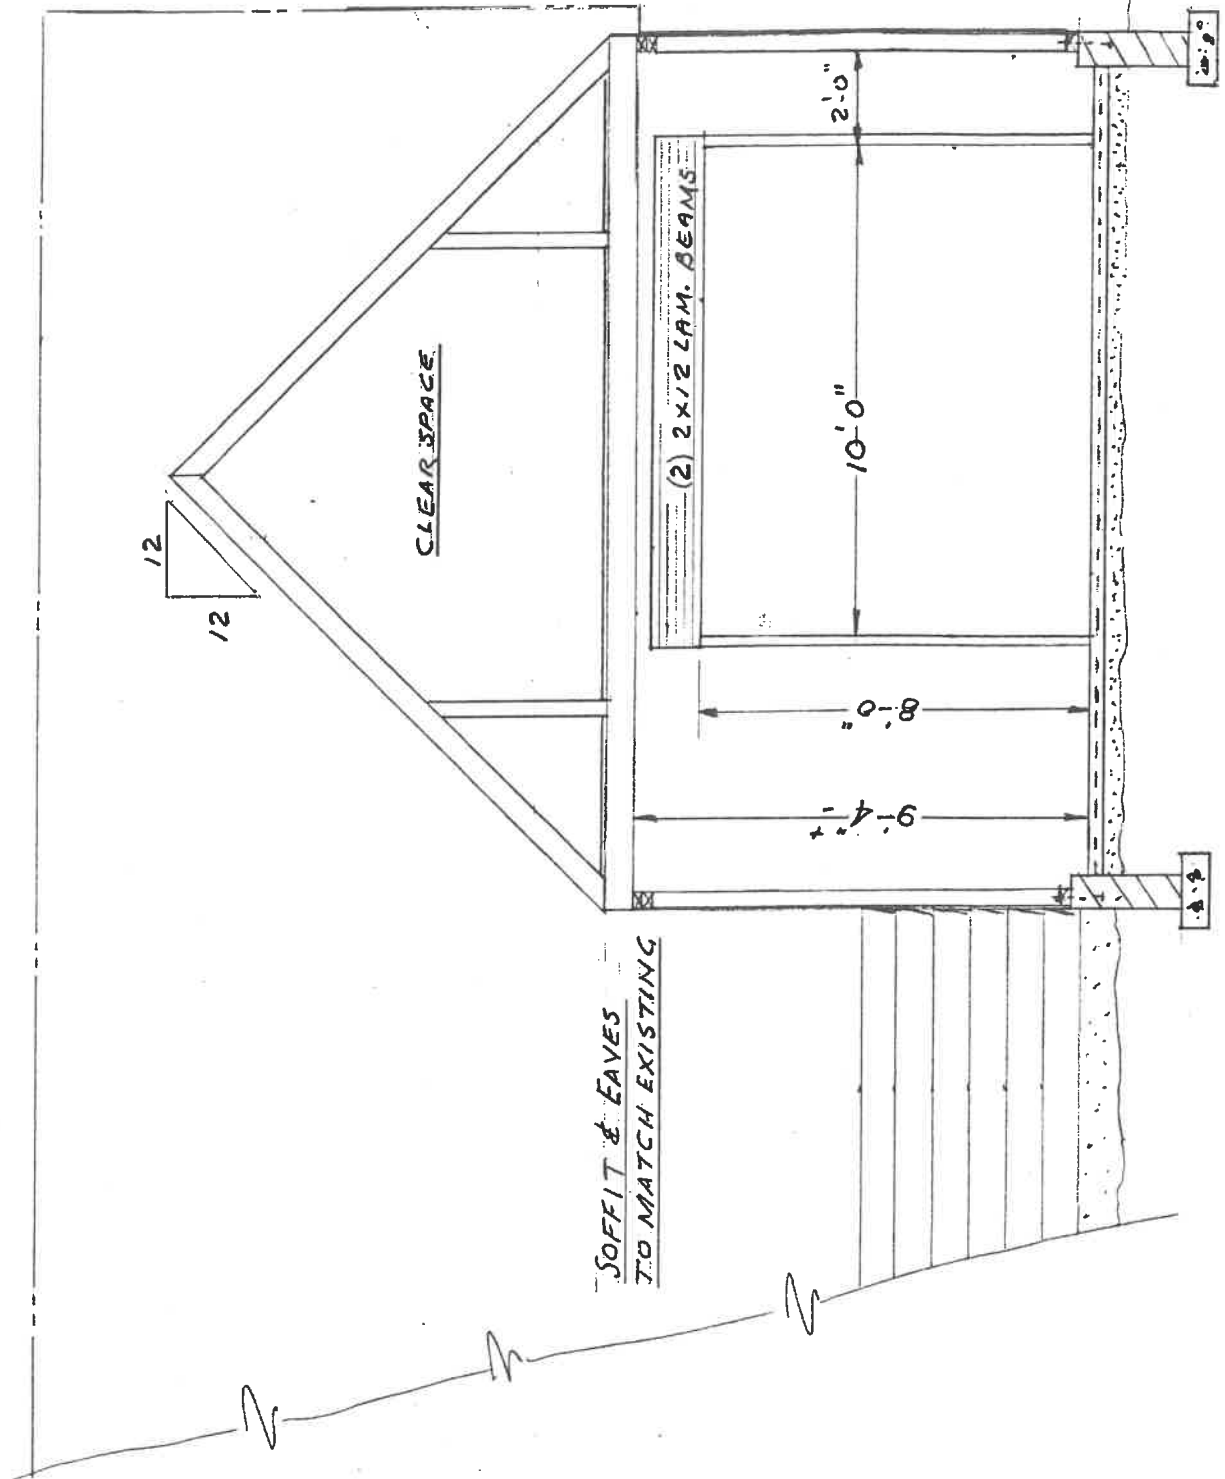 12
12
CLEAR SPACE
(2) 2X12 LAM. BEAMS
2'-0"
10'-0"
8'-0"
9'-4" ±
SOFFIT & EAVES
TO MATCH EXISTING